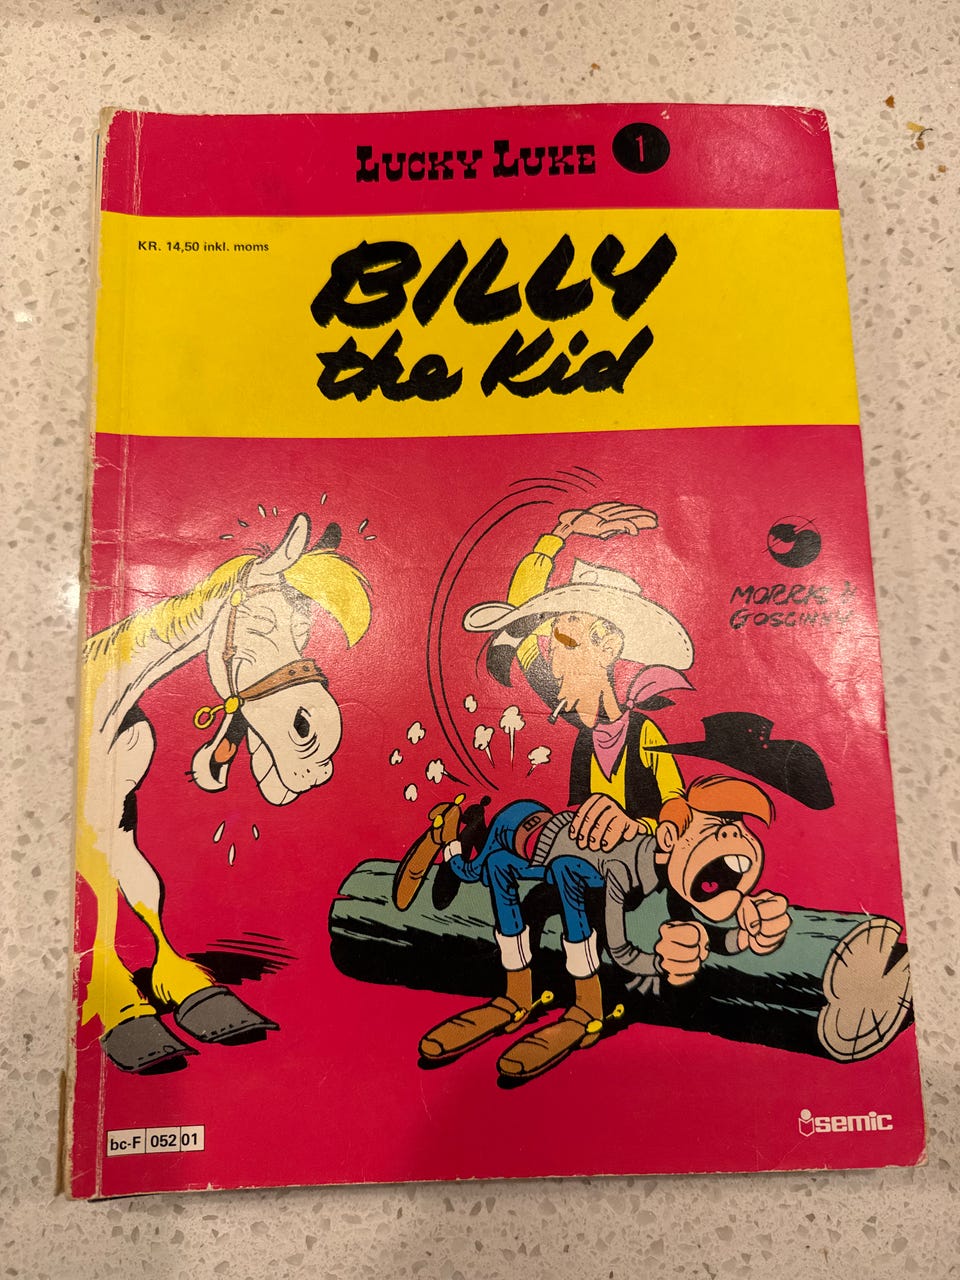 LUCKY LUKE 1
KR. 14,50 inkl. moms
BILLY
the Kid
MORRIS &
GOSCINNY
bc-F 052 01
semic